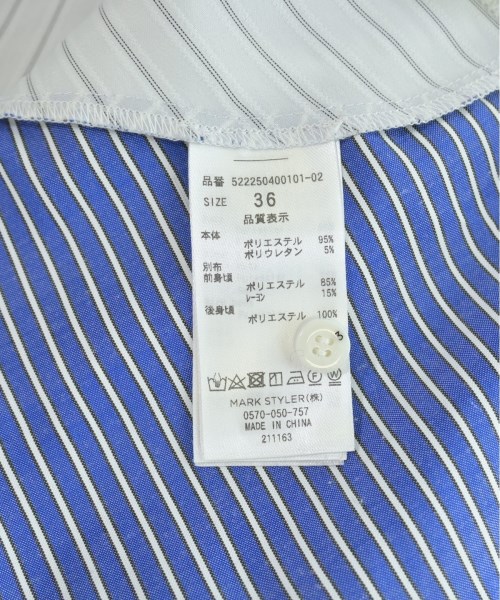 品番 522250400101-02
SIZE 36
品質表示
本体 ポリエステル 95%
ポリウレタン 5%
別布
前身頃 ポリエステル 85%
レーヨン 15%
後身頃 ポリエステル 100%
MARK STYLER(株)
0570-050-757
MADE IN CHINA
211163